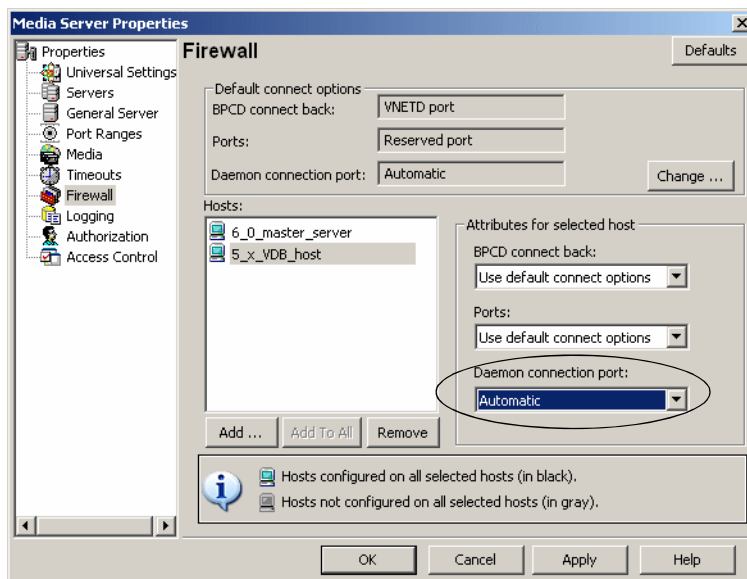 Media Server Properties
Properties
Universal Settings
Servers
General Server
Port Ranges
Media
Timeouts
Firewall
Logging
Authorization
Access Control
Firewall
Defaults
Default connect options
BPCD connect back: VNETD port
Ports: Reserved port
Daemon connection port: Automatic
Change ...
Hosts:
6_0_master_server
5_x_VDB_host
Add ... Add To All Remove
Attributes for selected host
BPCD connect back:
Use default connect options
Ports:
Use default connect options
Daemon connection port:
Automatic
Hosts configured on all selected hosts (in black).
Hosts not configured on all selected hosts (in gray).
OK Cancel Apply Help